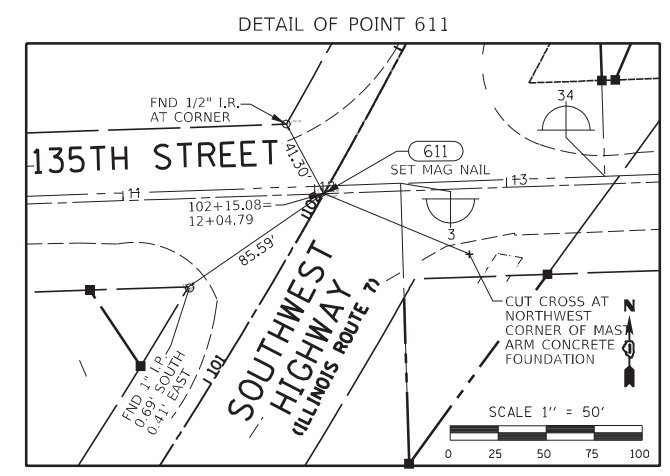 DETAIL OF POINT 611
FND 1/2" I.R.
AT CORNER
34
135TH STREET
41.30'
611
SET MAG NAIL
11
12
13
102+15.08=
12+04.79
102
3
85.59'
SOUTHWEST
HIGHWAY
(ILLINOIS ROUTE 7)
CUT CROSS AT
NORTHWEST
CORNER OF MAST
ARM CONCRETE
FOUNDATION
N
101
FND 1" I.P.
0.69' SOUTH
0.41' EAST
SCALE 1" = 50'
0 25 50 75 100